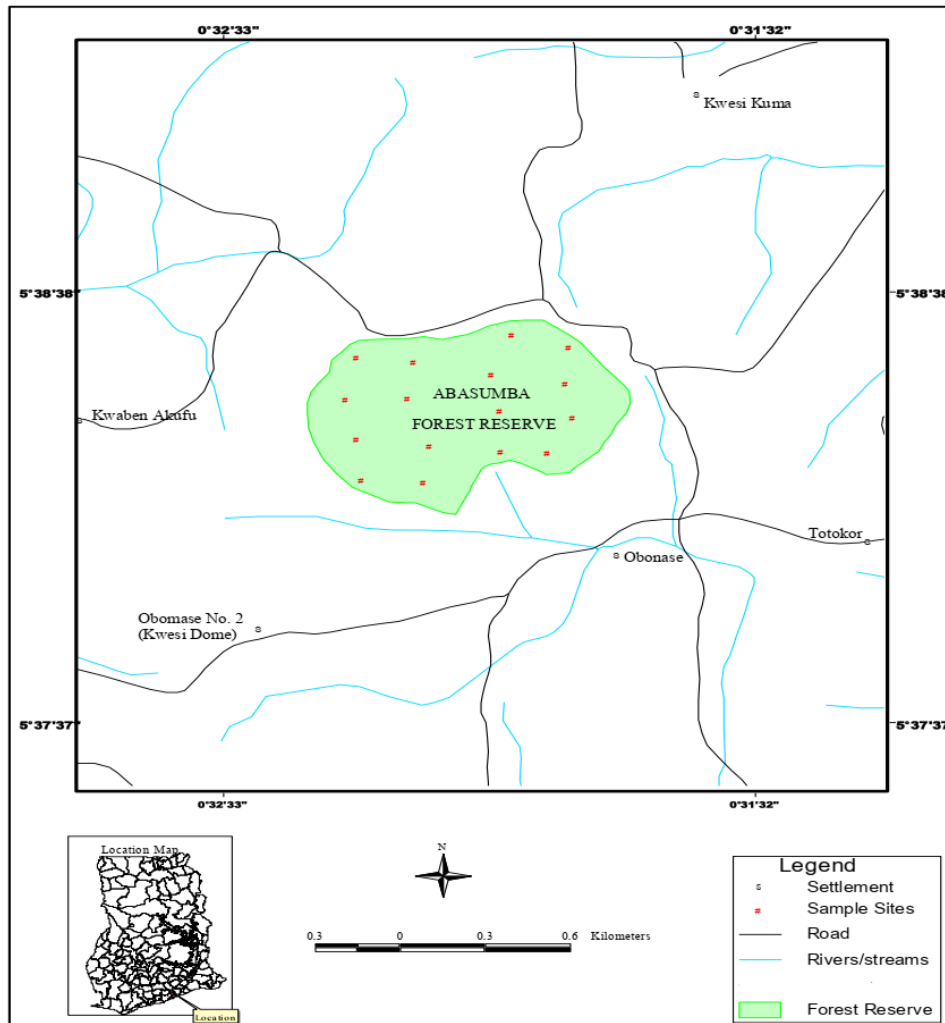 0°32'33"
0°31'32"
Kwesi Kuma
5°38'38"
5°38'38"
ABASUMBA
FOREST RESERVE
Kwaben Akufu
Totokor
Obonase
Obomase No. 2
(Kwesi Dome)
5°37'37"
5°37'37"
0°32'33"
0°31'32"
Location Map
N
0.3 0 0.3 0.6 Kilometers
Location
Legend
Settlement
Sample Sites
Road
Rivers/streams
Forest Reserve